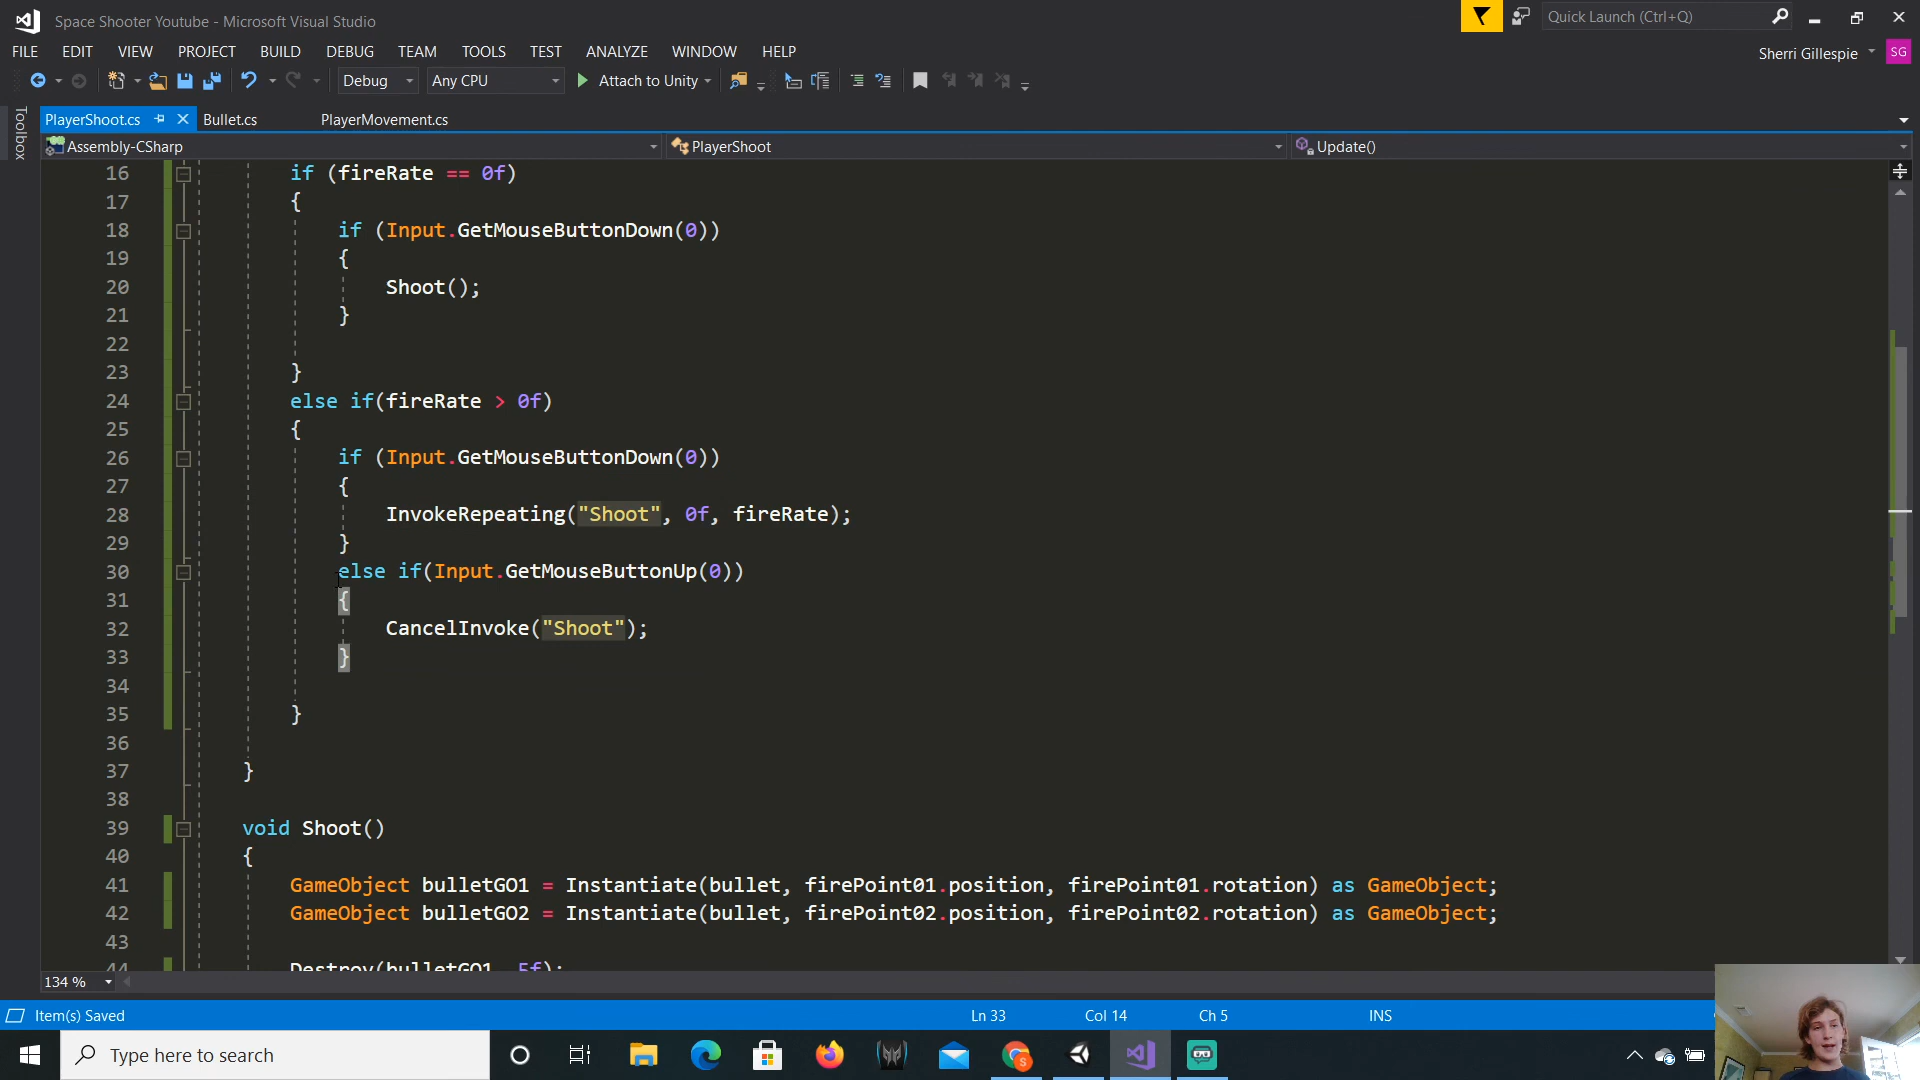 Space Shooter Youtube - Microsoft Visual Studio
Quick Launch (Ctrl+Q)
FILE EDIT VIEW PROJECT BUILD DEBUG TEAM TOOLS TEST ANALYZE WINDOW HELP
Sherri Gillespie SG
Debug Any CPU Attach to Unity
Toolbox
PlayerShoot.cs Bullet.cs PlayerMovement.cs
Assembly-CSharp PlayerShoot Update()
16 if (fireRate == 0f)
17 {
18 if (Input.GetMouseButtonDown(0))
19 {
20 Shoot();
21 }
22
23 }
24 else if(fireRate > 0f)
25 {
26 if (Input.GetMouseButtonDown(0))
27 {
28 InvokeRepeating("Shoot", 0f, fireRate);
29 }
30 else if(Input.GetMouseButtonUp(0))
31 {
32 CancelInvoke("Shoot");
33 }
34
35 }
36
37 }
38
39 void Shoot()
40 {
41 GameObject bulletGO1 = Instantiate(bullet, firePoint01.position, firePoint01.rotation) as GameObject;
42 GameObject bulletGO2 = Instantiate(bullet, firePoint02.position, firePoint02.rotation) as GameObject;
43
44 Destroy(bulletGO1, 5f);
134 %
Item(s) Saved Ln 33 Col 14 Ch 5 INS
Type here to search